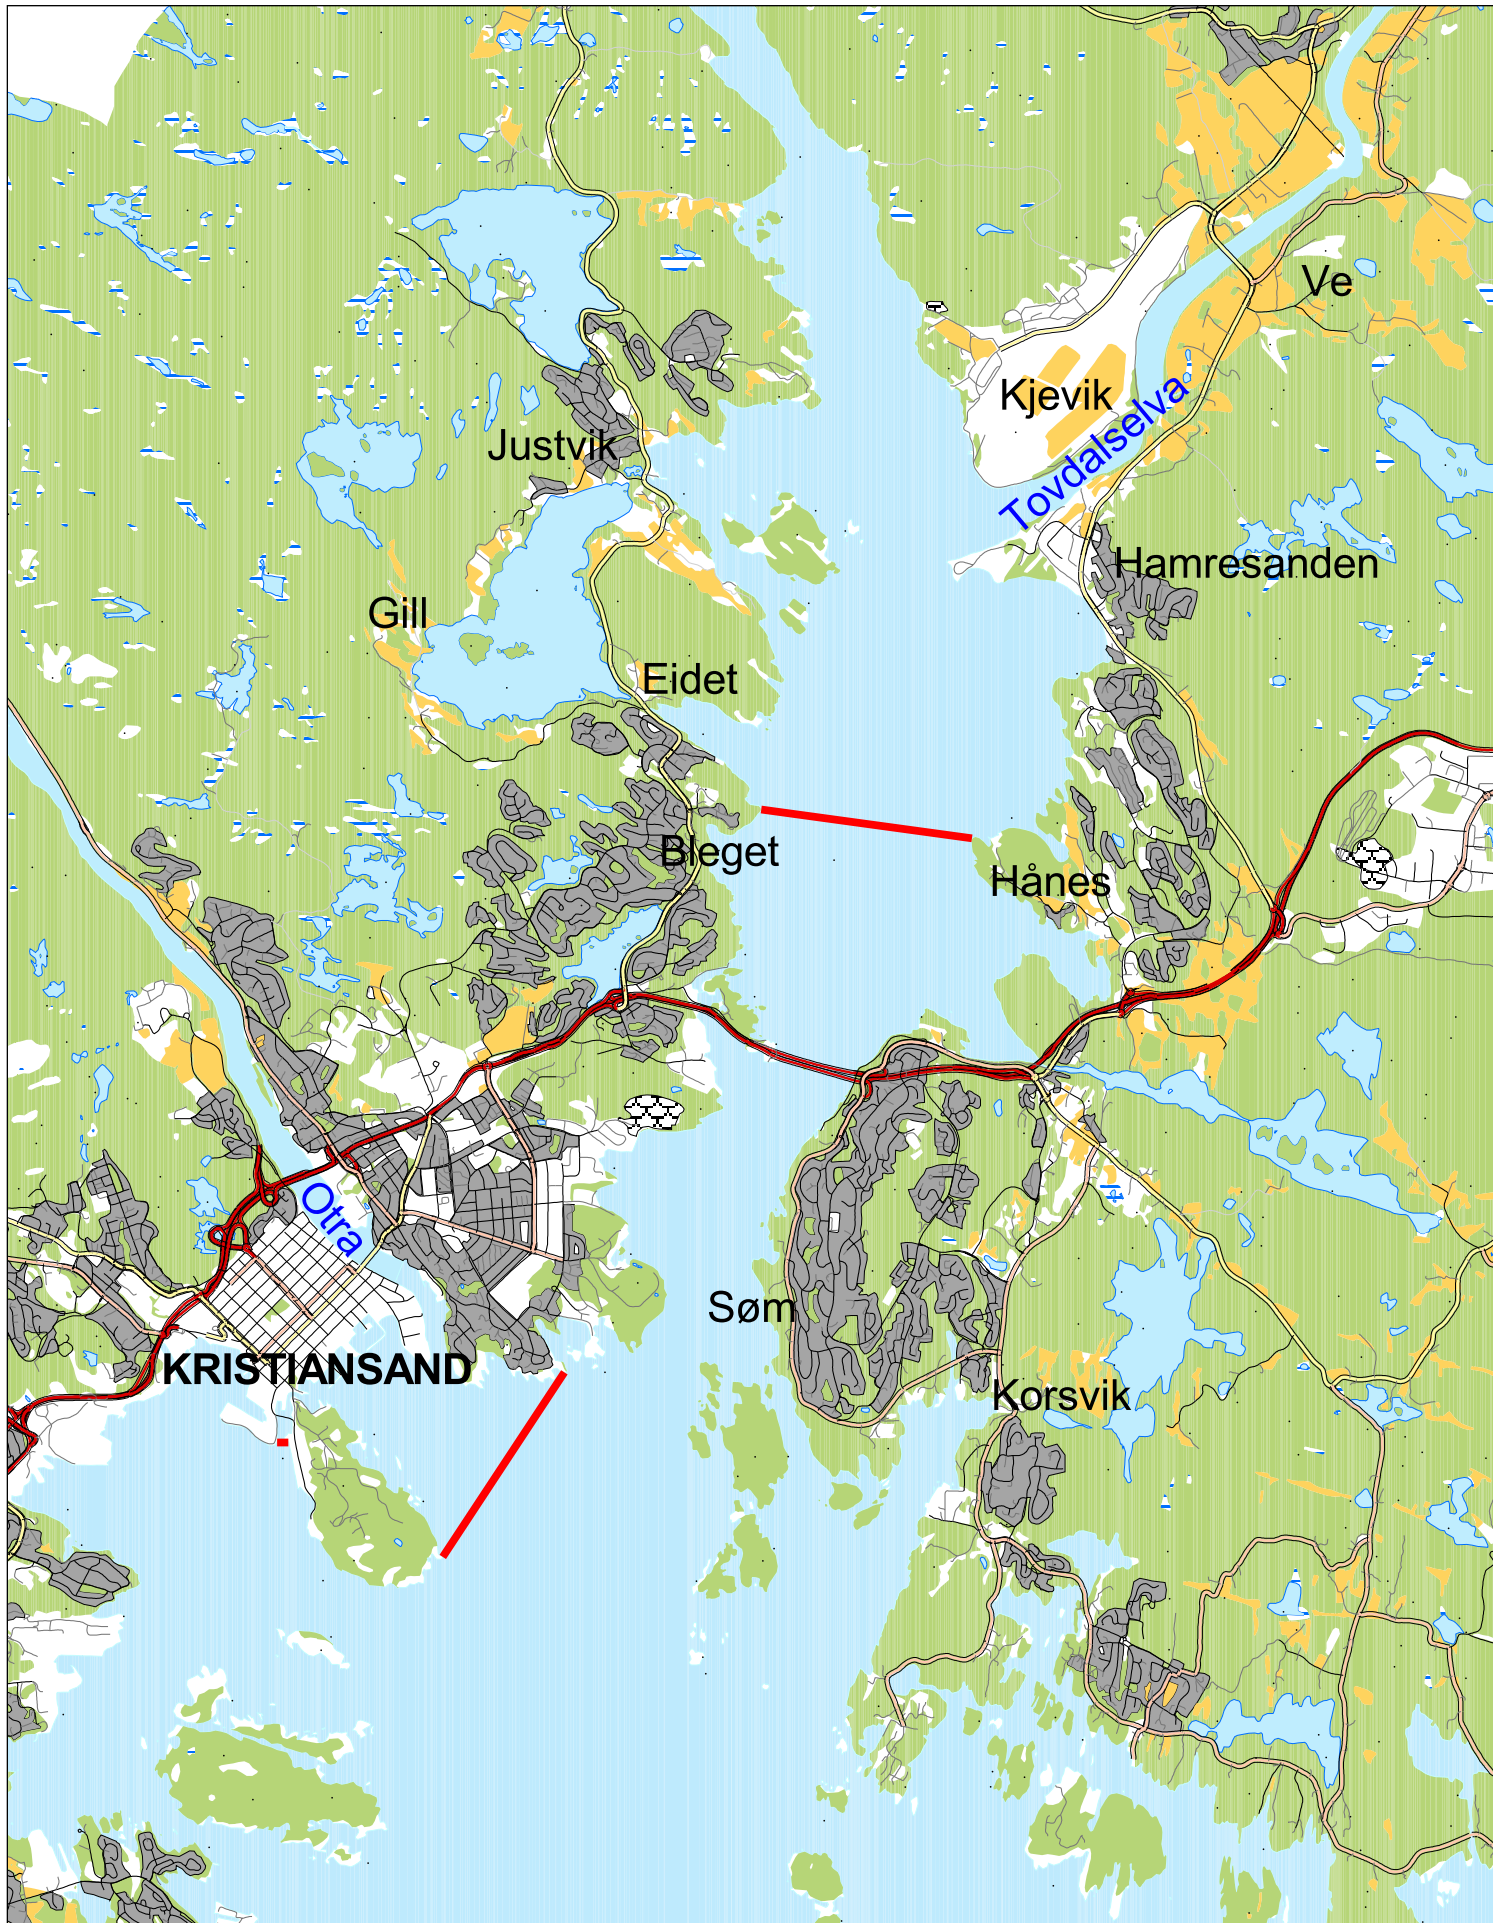 Ve
Kjevik
Tovdalselva
Justvik
Hamresanden
Gill
Eidet
Bleget
Hånes
Otra
Søm
KRISTIANSAND
Korsvik